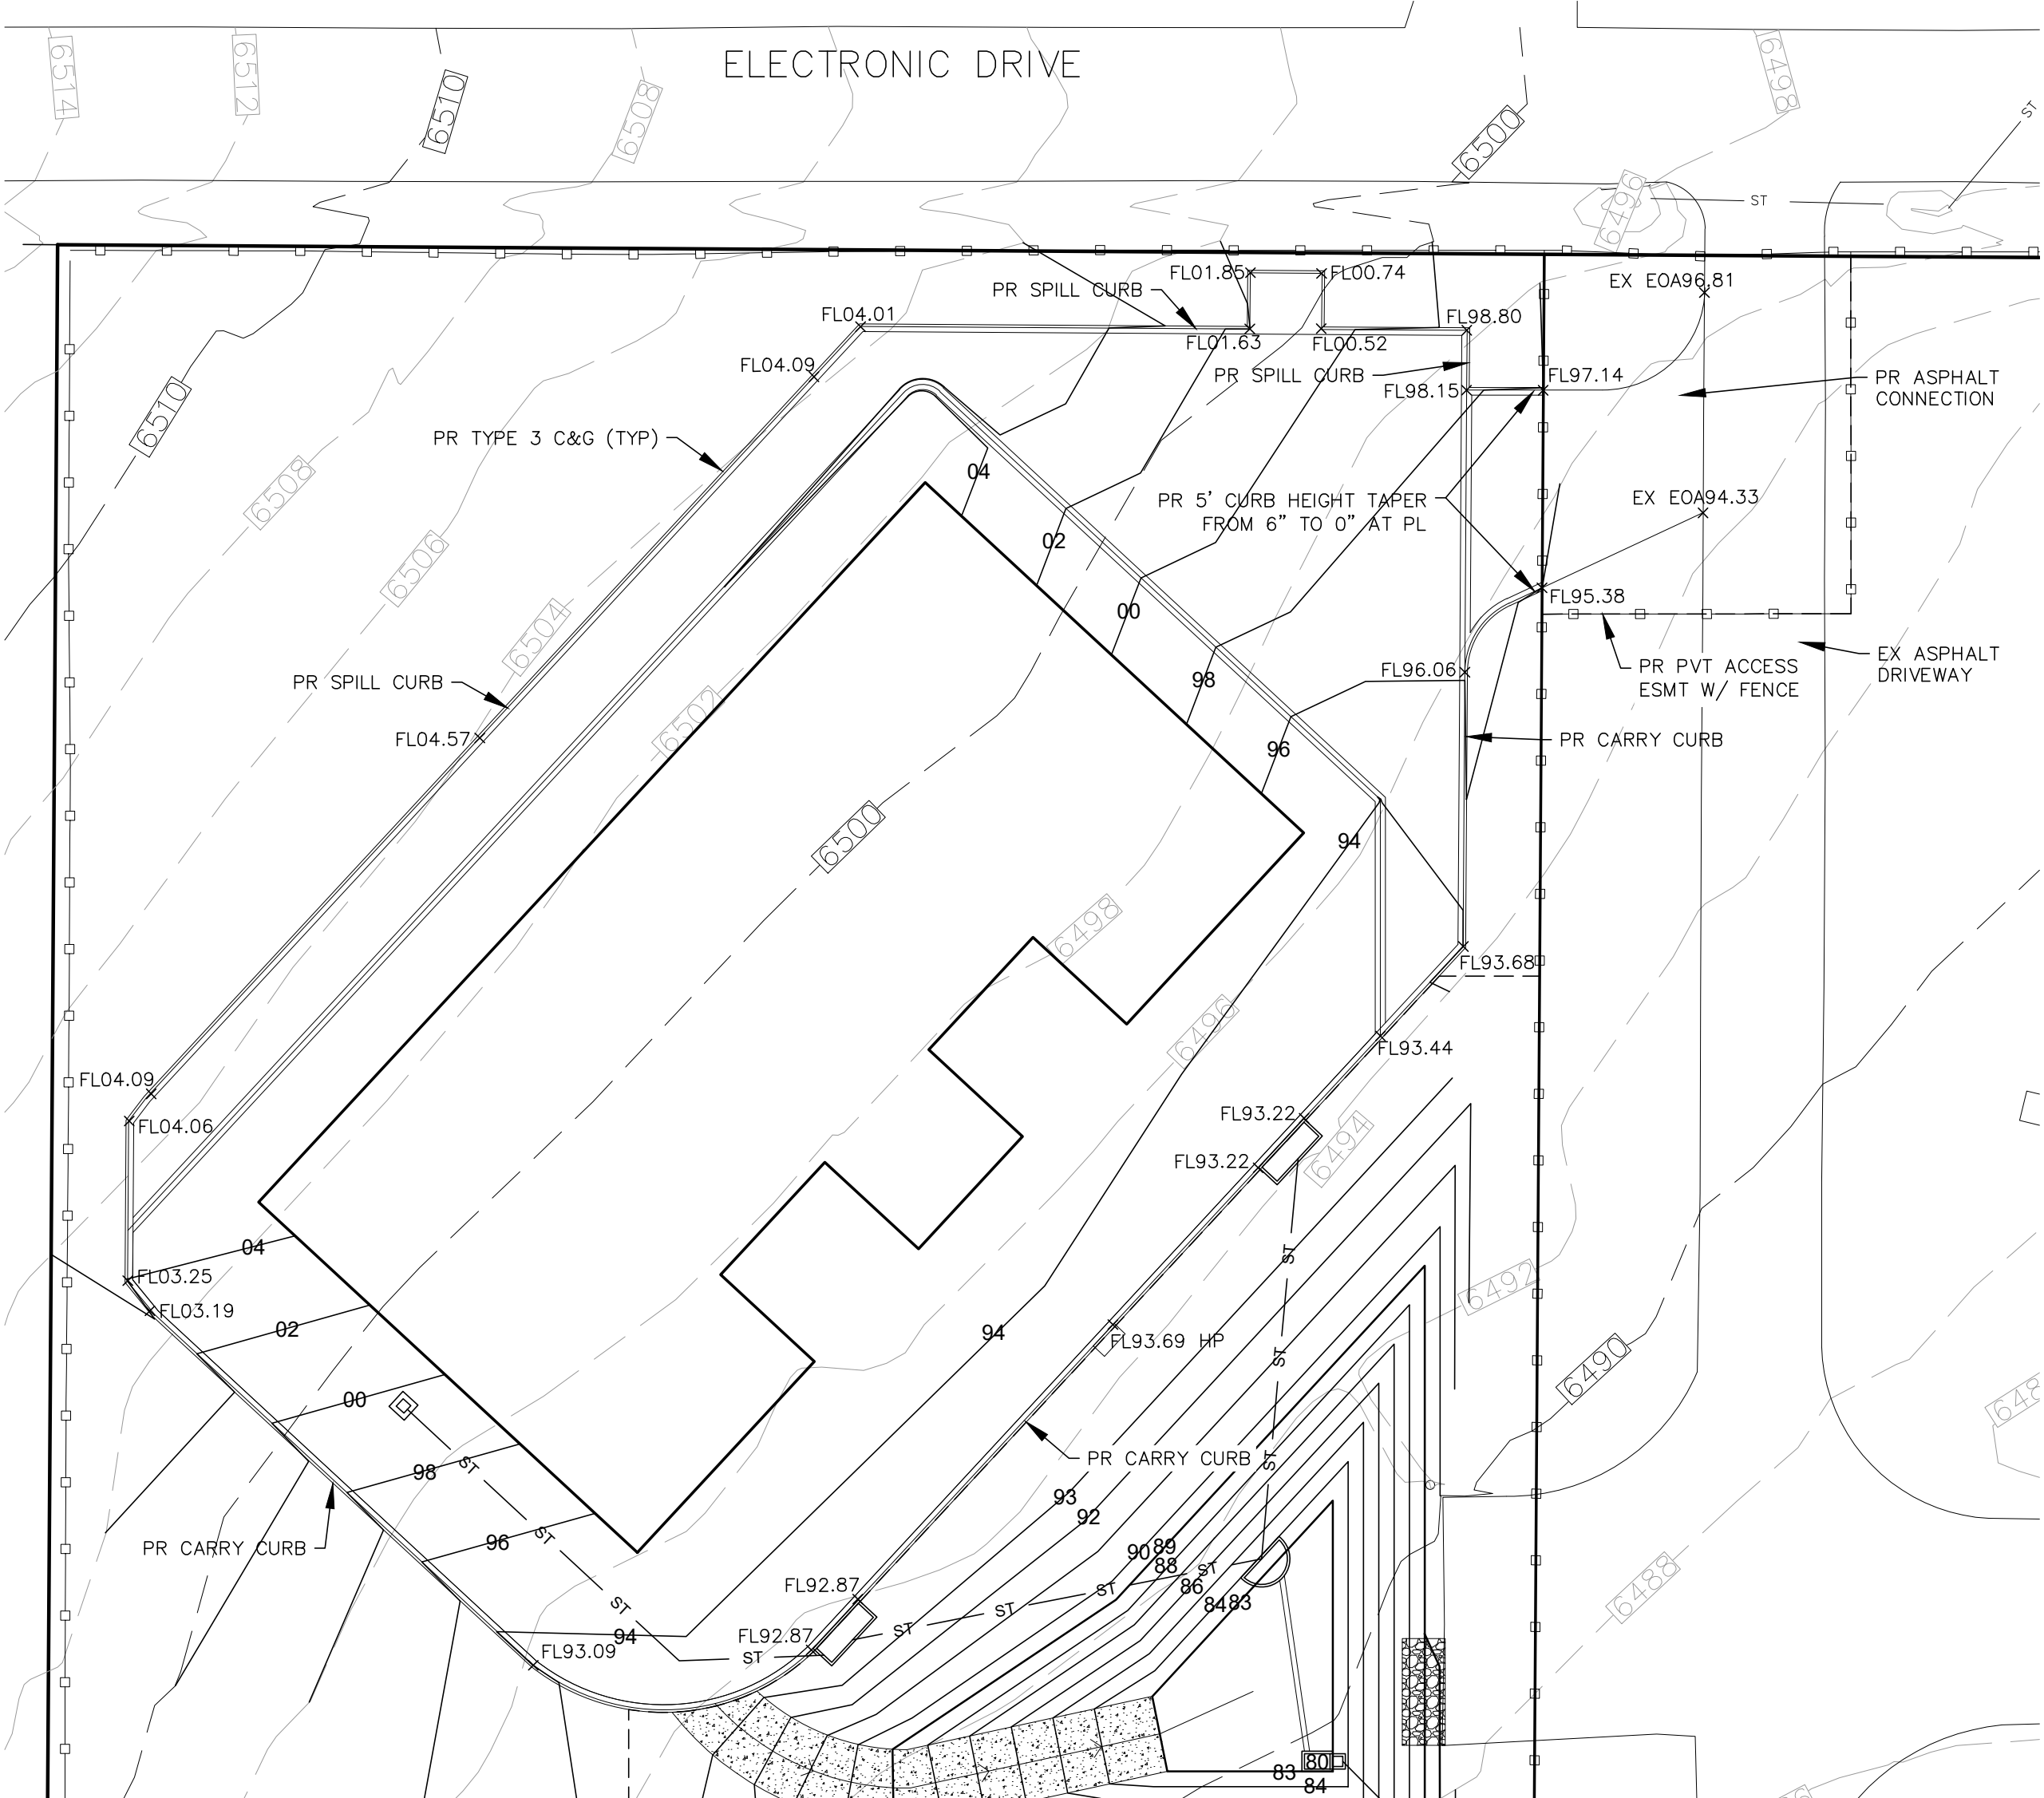 ELECTRONIC DRIVE
6514
6512
6510
6508
6500
6498
ST
6496
ST
FL01.85
FL00.74
EX EOA96.81
PR SPILL CURB
FL04.01
FL98.80
FL01.63
FL00.52
FL04.09
PR SPILL CURB
FL97.14
FL98.15
PR ASPHALT
CONNECTION
6510
PR TYPE 3 C&G (TYP)
04
6508
PR 5' CURB HEIGHT TAPER
FROM 6" TO 0" AT PL
EX EOA94.33
02
6506
FL95.38
00
6504
PR SPILL CURB
98
FL96.06
PR PVT ACCESS
ESMT W/ FENCE
EX ASPHALT
DRIVEWAY
6502
FL04.57
96
PR CARRY CURB
6500
94
6498
FL93.68
6496
FL93.44
FL04.09
FL04.06
FL93.22
6494
FL93.22
04
ST
FL03.25
6492
FL03.19
02
94
FL93.69 HP
ST
6490
00
648
98
ST
PR CARRY CURB
ST
93
92
PR CARRY CURB
96
ST
90
89
88
ST
86
ST
84
83
6488
FL92.87
ST
ST
ST
94
FL92.87
FL93.09
ST
80
83
84